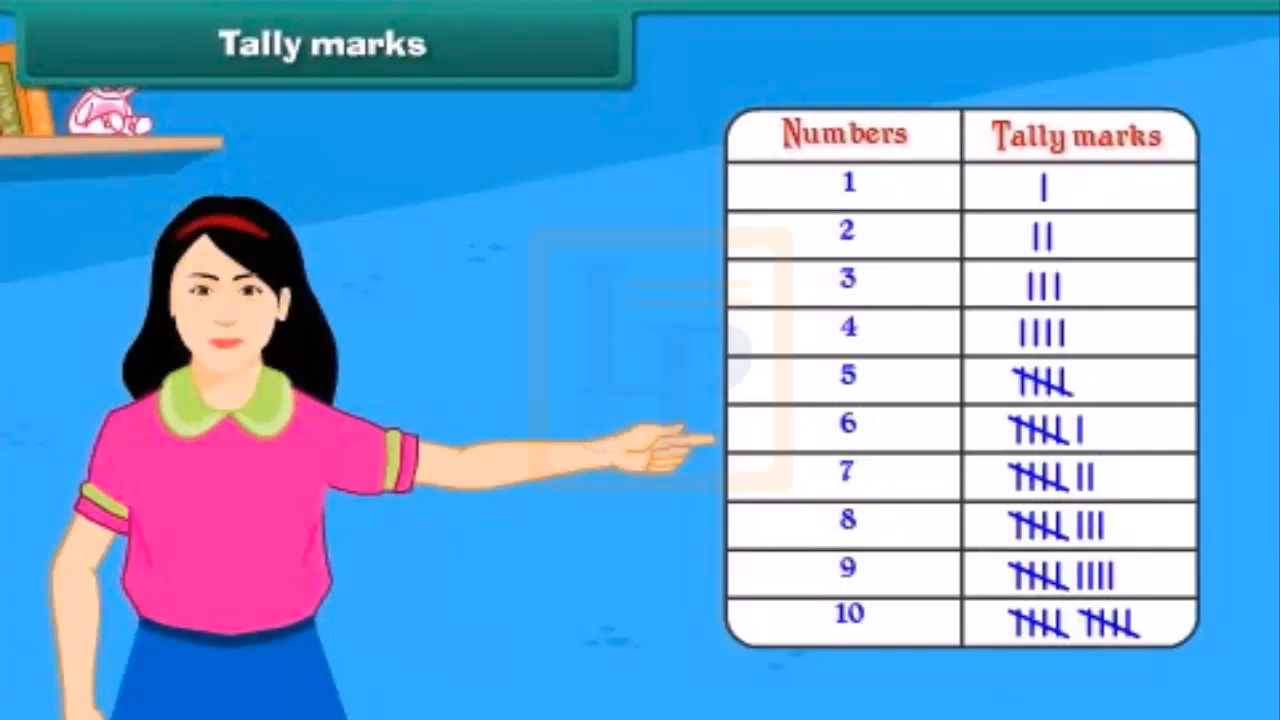 Tally marks
Numbers Tally marks
1 |
2 ||
3 |||
4 ||||
5 𝍸
6 𝍸 |
7 𝍸 ||
8 𝍸 |||
9 𝍸 ||||
10 𝍸 𝍸